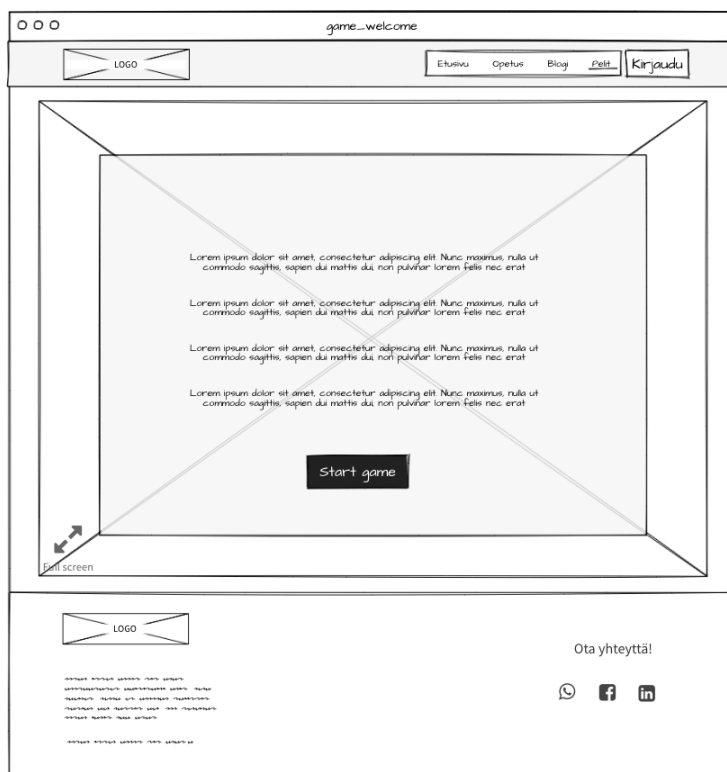 game_welcome
LOGO
Etusivu
Opetus
Blogi
Pelit
Kirjaudu
Lorem ipsum dolor sit amet, consectetur adipiscing elit. Nunc maximus, nulla ut
commodo sagittis, sapien dui mattis dui, non pulvinar lorem felis nec erat
Lorem ipsum dolor sit amet, consectetur adipiscing elit. Nunc maximus, nulla ut
commodo sagittis, sapien dui mattis dui, non pulvinar lorem felis nec erat
Lorem ipsum dolor sit amet, consectetur adipiscing elit. Nunc maximus, nulla ut
commodo sagittis, sapien dui mattis dui, non pulvinar lorem felis nec erat
Lorem ipsum dolor sit amet, consectetur adipiscing elit. Nunc maximus, nulla ut
commodo sagittis, sapien dui mattis dui, non pulvinar lorem felis nec erat
Start game
Full screen
LOGO
Ota yhteyttä!